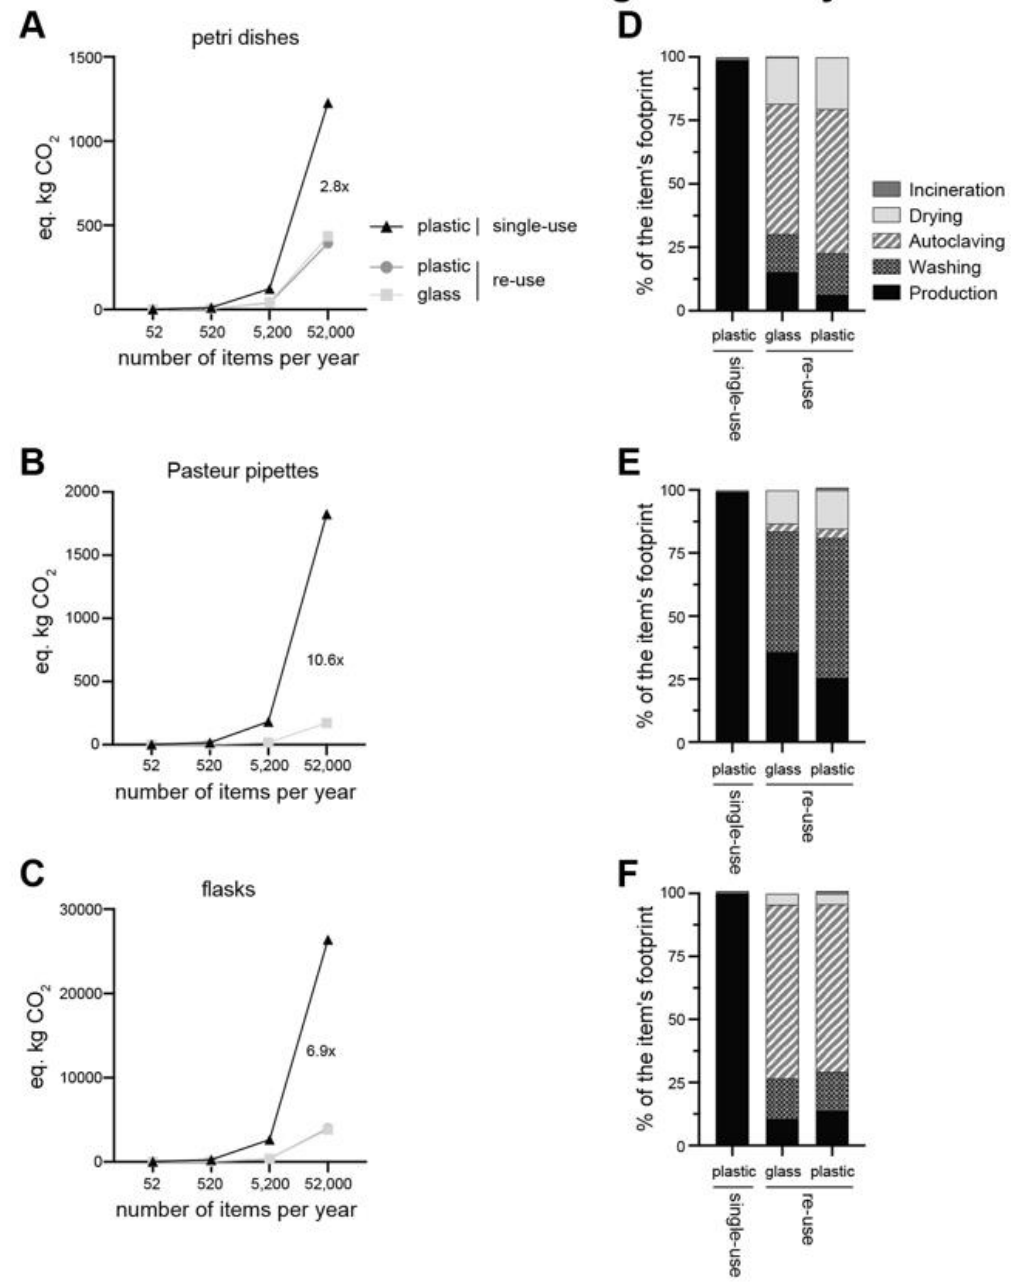 A
petri dishes
1500
1000
500
0
eq. kg CO2
2.8x
52 520 5,200 52,000
number of items per year
plastic | single-use
plastic
glass
re-use
D
100
75
50
25
0
% of the item's footprint
plastic glass plastic
single-use
re-use
Incineration
Drying
Autoclaving
Washing
Production
B
Pasteur pipettes
2000
1500
1000
500
0
eq. kg CO2
10.6x
52 520 5,200 52,000
number of items per year
E
100
75
50
25
0
% of the item's footprint
plastic glass plastic
single-use
re-use
C
flasks
30000
20000
10000
0
eq. kg CO2
6.9x
52 520 5,200 52,000
number of items per year
F
100
75
50
25
0
% of the item's footprint
plastic glass plastic
single-use
re-use